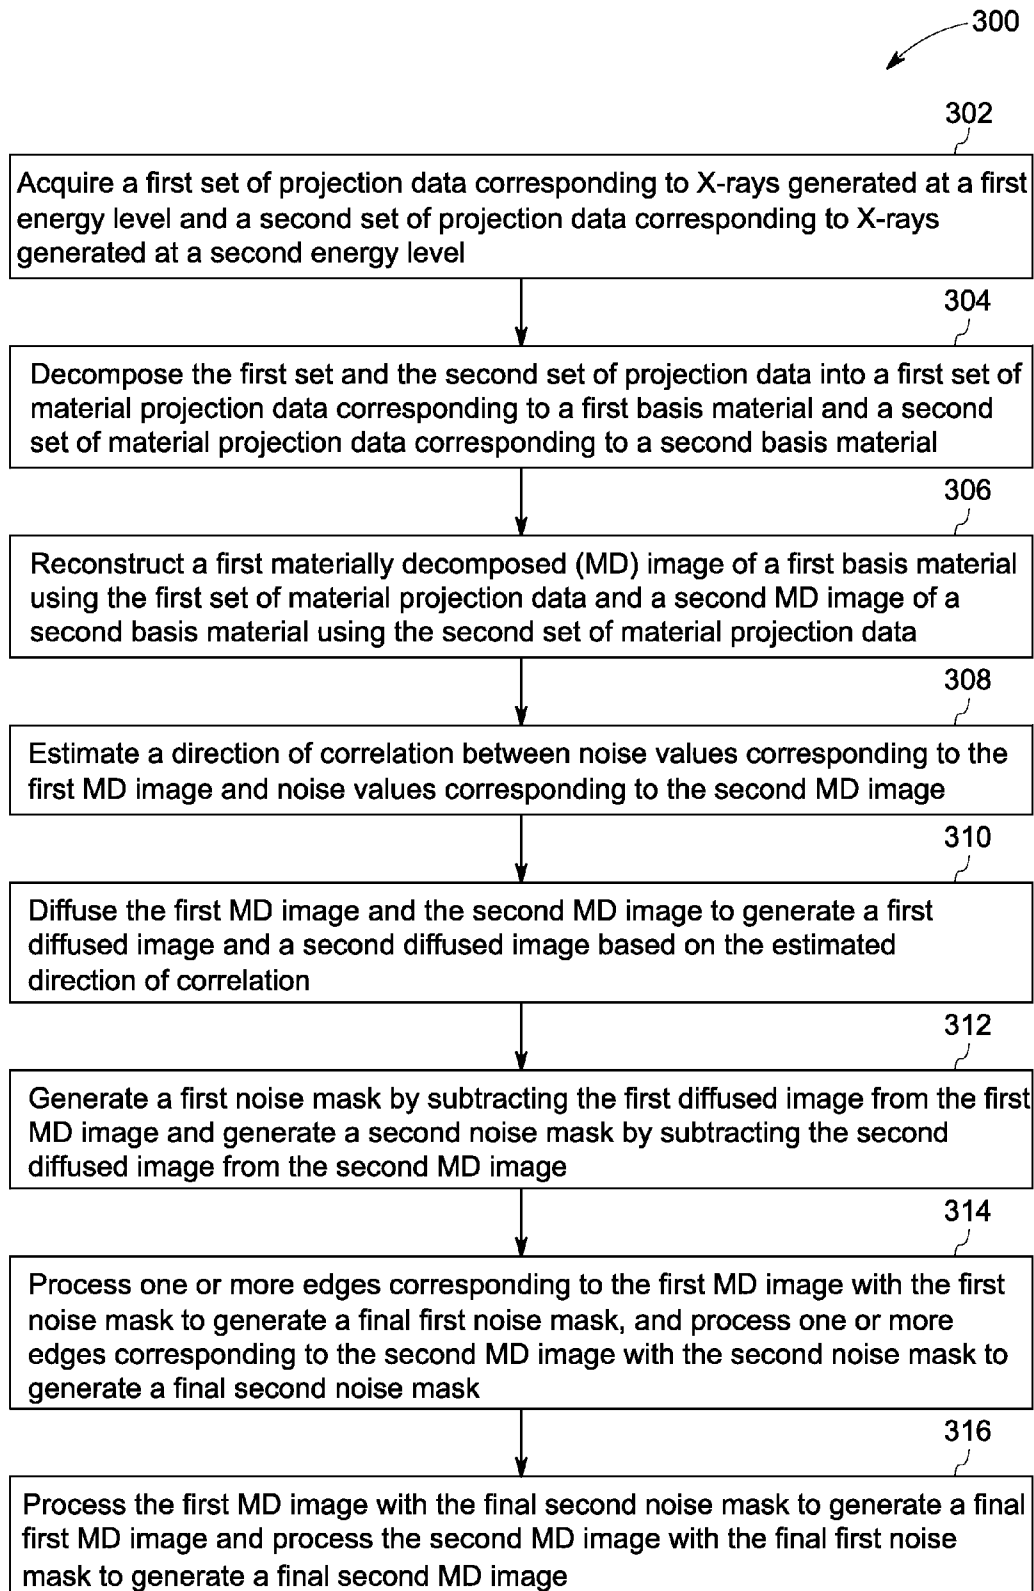 300
302
Acquire a first set of projection data corresponding to X-rays generated at a first
energy level and a second set of projection data corresponding to X-rays
generated at a second energy level
304
Decompose the first set and the second set of projection data into a first set of
material projection data corresponding to a first basis material and a second
set of material projection data corresponding to a second basis material
306
Reconstruct a first materially decomposed (MD) image of a first basis material
using the first set of material projection data and a second MD image of a
second basis material using the second set of material projection data
308
Estimate a direction of correlation between noise values corresponding to the
first MD image and noise values corresponding to the second MD image
310
Diffuse the first MD image and the second MD image to generate a first
diffused image and a second diffused image based on the estimated
direction of correlation
312
Generate a first noise mask by subtracting the first diffused image from the first
MD image and generate a second noise mask by subtracting the second
diffused image from the second MD image
314
Process one or more edges corresponding to the first MD image with the first
noise mask to generate a final first noise mask, and process one or more
edges corresponding to the second MD image with the second noise mask to
generate a final second noise mask
316
Process the first MD image with the final second noise mask to generate a final
first MD image and process the second MD image with the final first noise
mask to generate a final second MD image